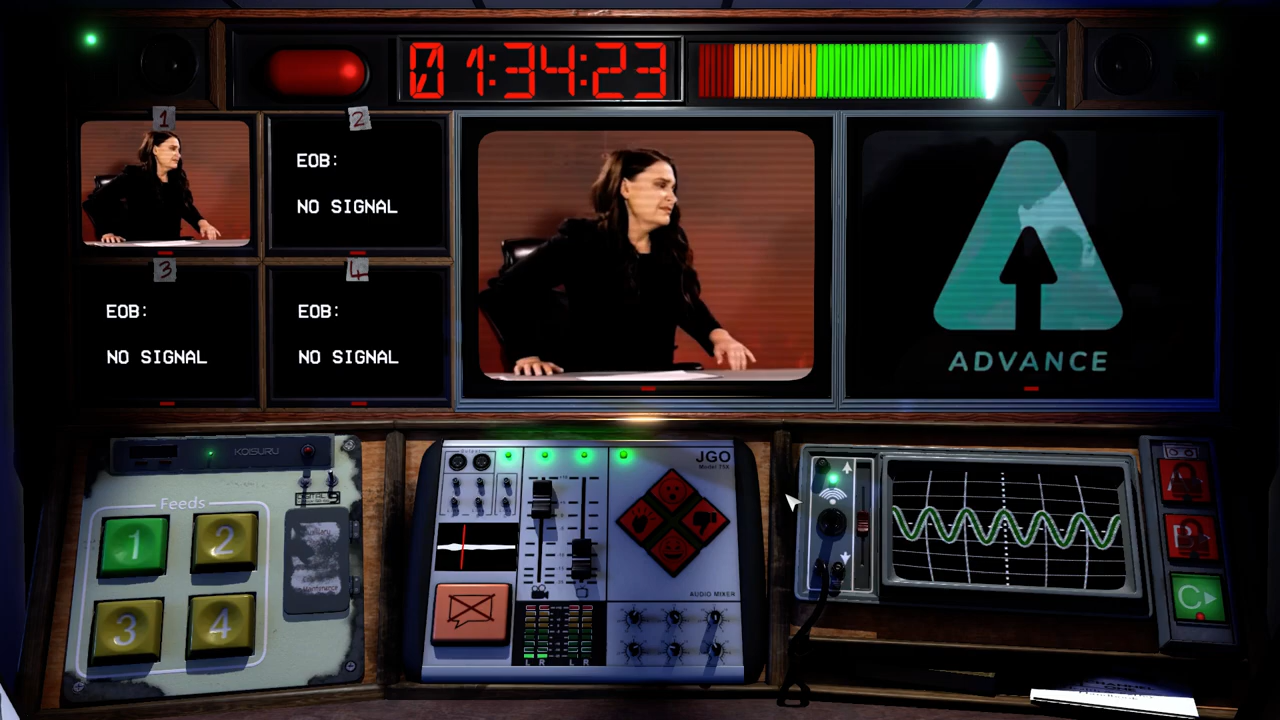 01:34:23
1
2
EOB:
NO SIGNAL
3
4
EOB:
NO SIGNAL
EOB:
NO SIGNAL
ADVANCE
KOISURU
Feeds
1
2
3
4
JGO
AUDIO MIXER
L R L R
C